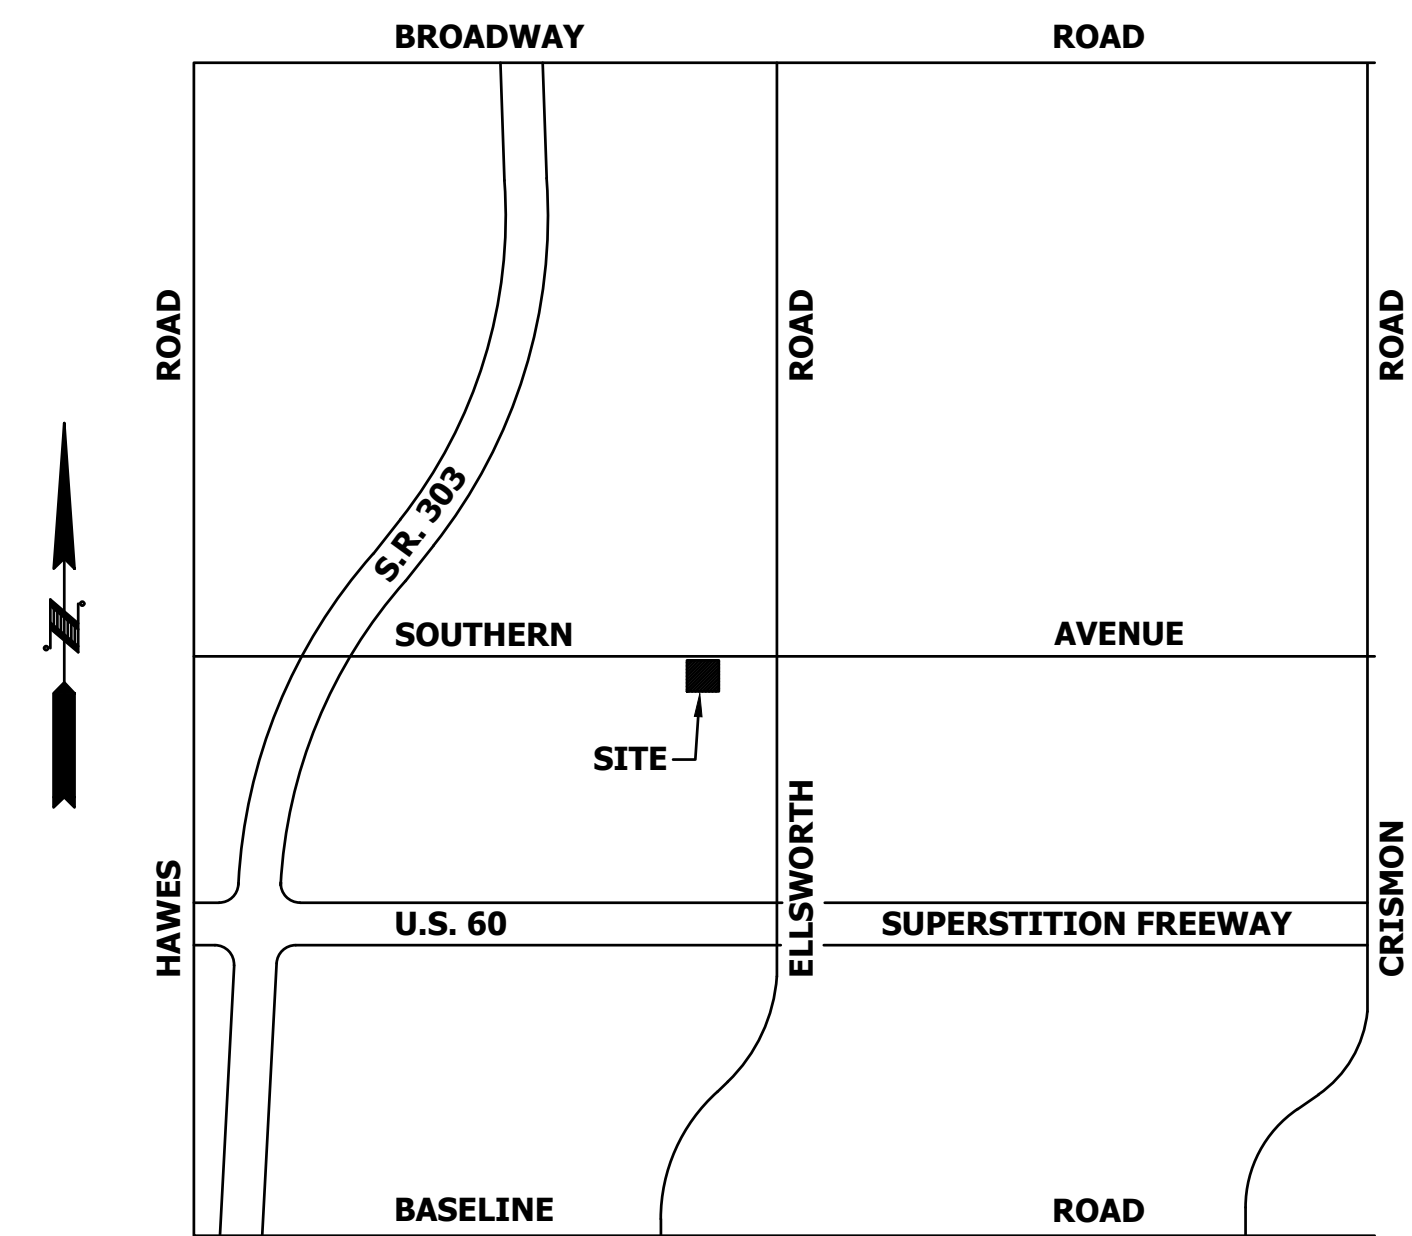 BROADWAY ROAD
ROAD
ROAD
ROAD
S.R. 303
SOUTHERN AVENUE
N
SITE
HAWES
ELLSWORTH
CRISMON
U.S. 60 SUPERSTITION FREEWAY
BASELINE ROAD